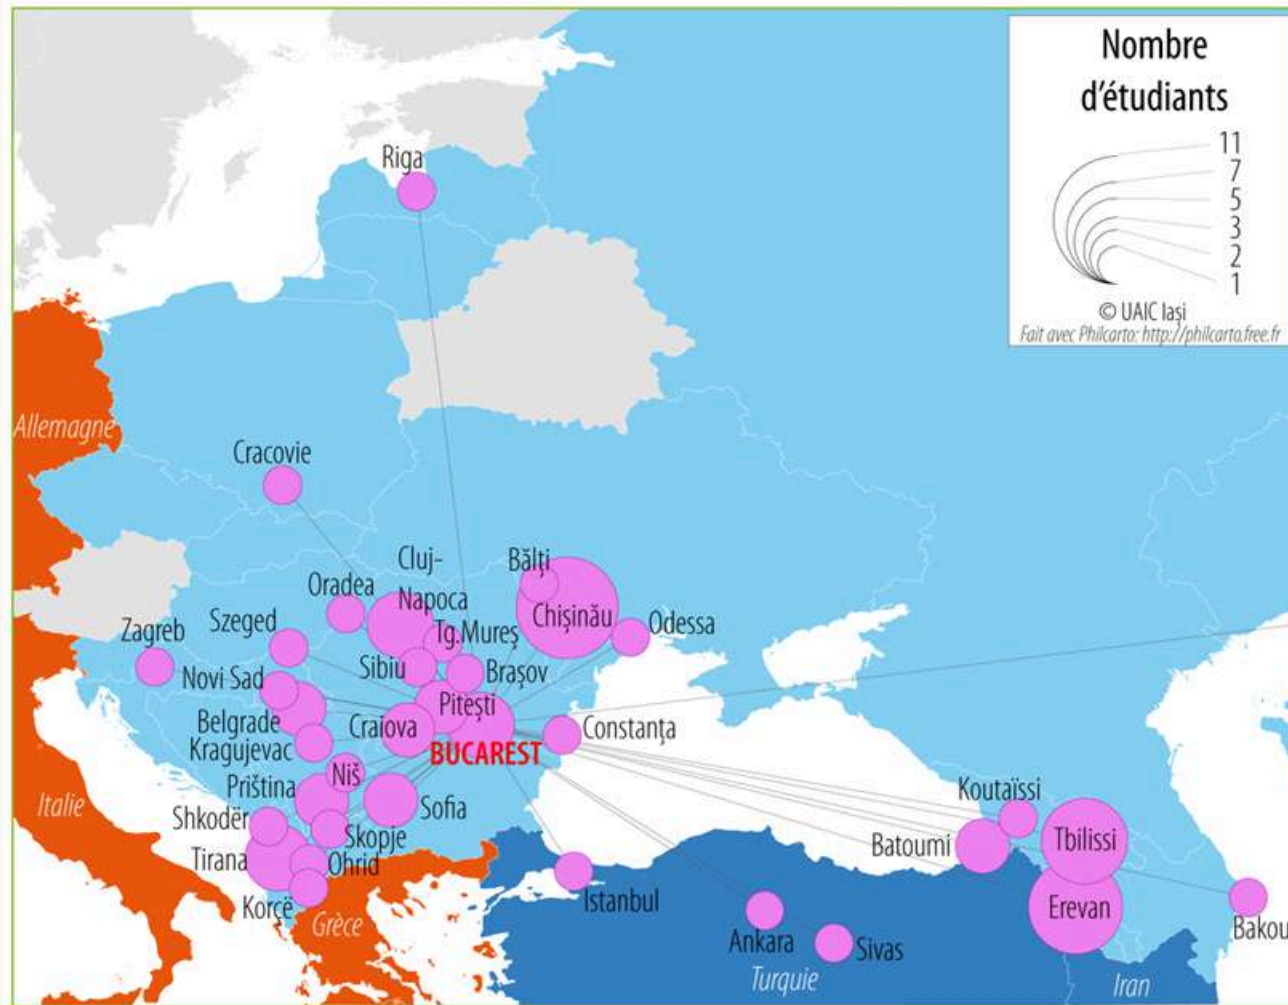 Nombre
d'étudiants
11
7
5
3
2
1
© UAIC Iași
Fait avec Philcarto: http://philcarto.free.fr
Riga
Allemagne
Cracovie
Cluj-
Napoca
Bălți
Oradea
Chișinău
Szeged
Odessa
Zagreb
Tg.Mureș
Sibiu
Brașov
Novi Sad
Pitești
Belgrade
Craiova
Constanța
Kragujevac
BUCAREST
Niš
Priština
Italie
Sofia
Koutaïssi
Shkodër
Skopje
Batoumi
Tbilissi
Tirana
Ohrid
Korcë
Istanbul
Erevan
Grèce
Bakou
Ankara
Sivas
Turquie
Iran